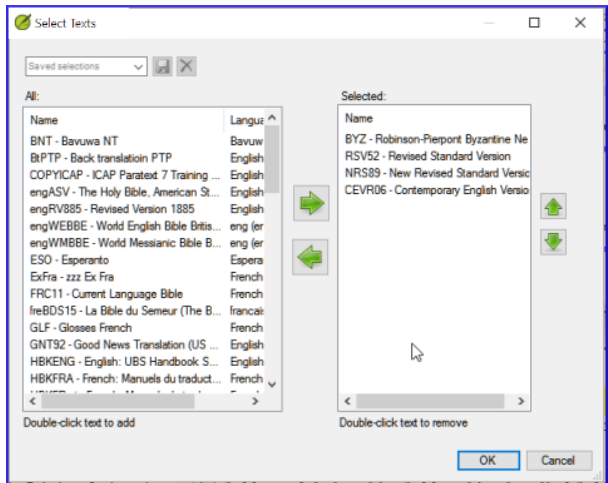 Select Texts
Saved selections
All:
Name Langua
BNT - Bavuwa NT Bavuw
BtPTP - Back translatioin PTP English
COPYICAP - ICAP Paratext 7 Training ... English
engASV - The Holy Bible, American St... English
engRV885 - Revised Version 1885 English
engWEBBE - World English Bible Britis... eng (er
engWMBBE - World Messianic Bible B... eng (er
ESO - Esperanto Espera
ExFra - zzz Ex Fra French
FRC11 - Current Language Bible French
freBDS15 - La Bible du Semeur (The B... francais
GLF - Glosses French French
GNT92 - Good News Translation (US ... English
HBKENG - English: UBS Handbook S... English
HBKFRA - French: Manuels du traduct... French
Double-click text to add
Selected:
Name
BYZ - Robinson-Pierpont Byzantine Ne
RSV52 - Revised Standard Version
NRS89 - New Revised Standard Versic
CEVR06 - Contemporary English Versio
Double-click text to remove
OK Cancel